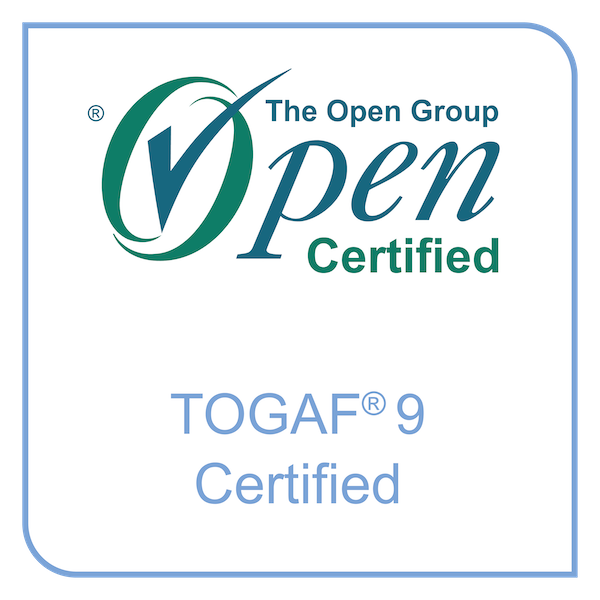 ®
The Open Group
Open
Certified
TOGAF® 9
Certified